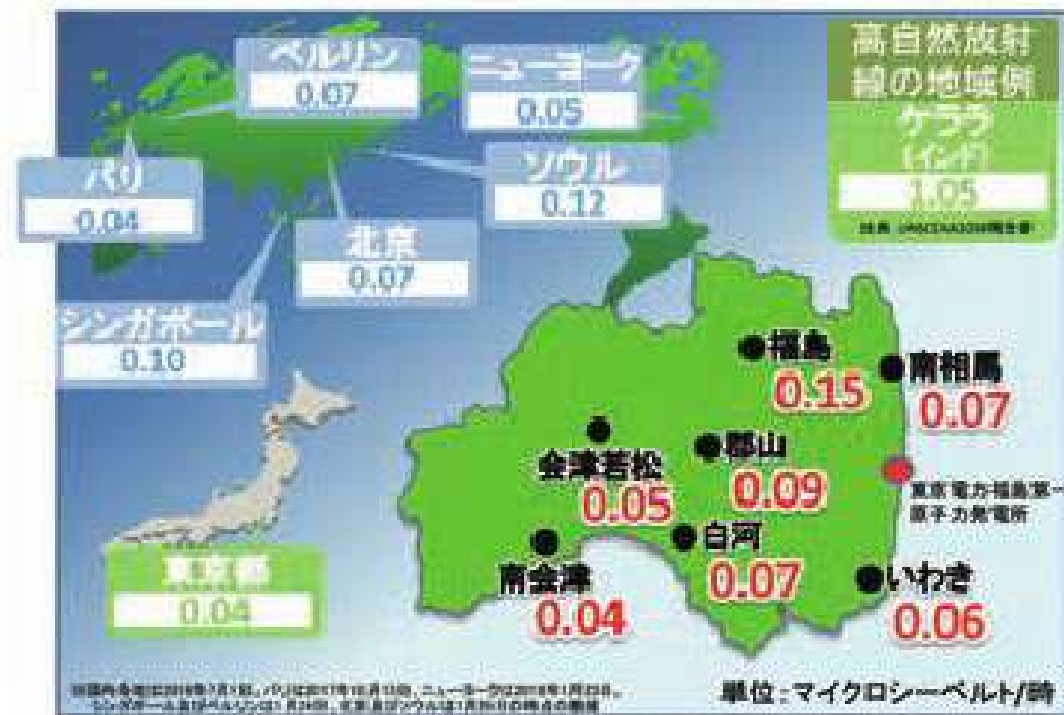 ベルリン
0.07
ニューヨーク
0.05
高自然放射
線の地域例
ケララ
(インド)
1.05
パリ
0.04
ソウル
0.12
北京
0.07
シンガポール
0.10
福島
0.15
南相馬
0.07
会津若松
0.05
郡山
0.09
東京電力福島第一
原子力発電所
南会津
0.04
白河
0.07
いわき
0.06
東京都
0.04
単位:マイクロシーベルト/時